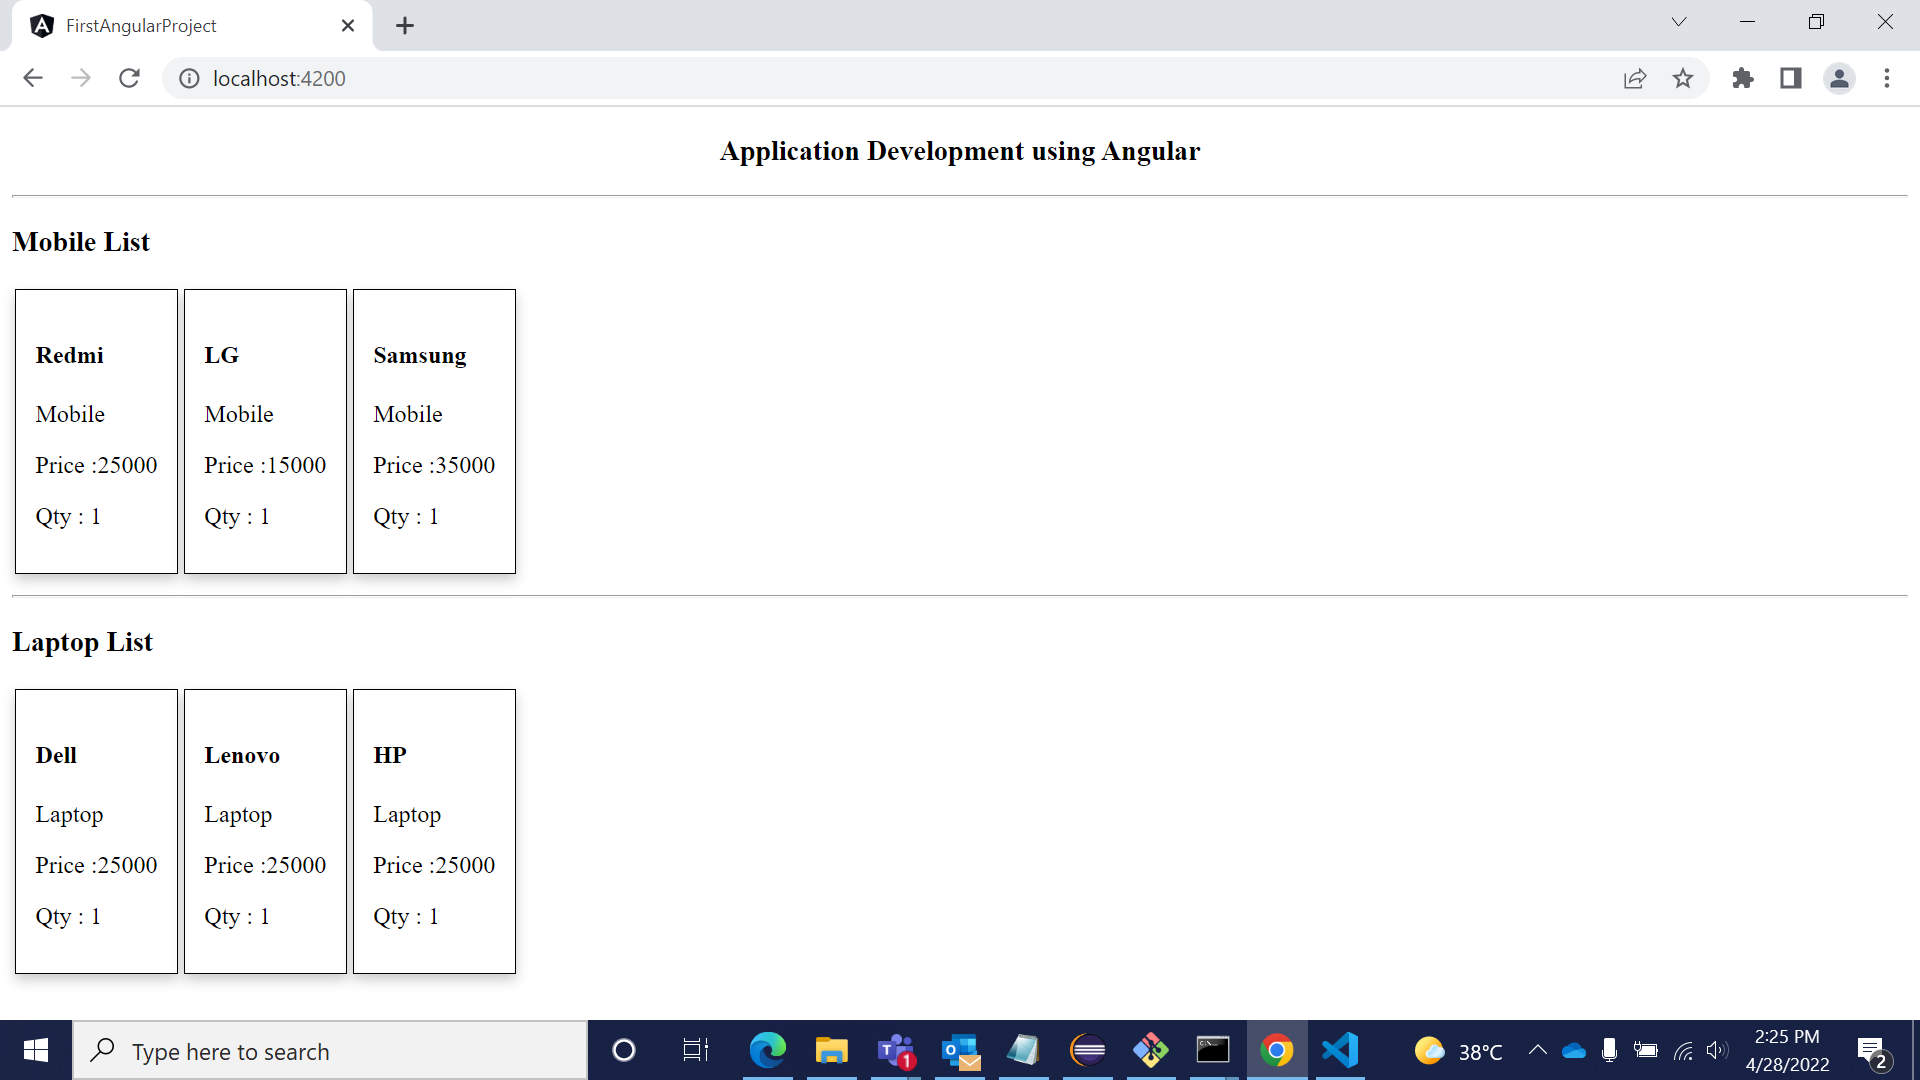 FirstAngularProject
localhost:4200
Application Development using Angular
Mobile List
Redmi
Mobile
Price :25000
Qty : 1
LG
Mobile
Price :15000
Qty : 1
Samsung
Mobile
Price :35000
Qty : 1
Laptop List
Dell
Laptop
Price :25000
Qty : 1
Lenovo
Laptop
Price :25000
Qty : 1
HP
Laptop
Price :25000
Qty : 1
Type here to search
1
38°C
2:25 PM
4/28/2022
2